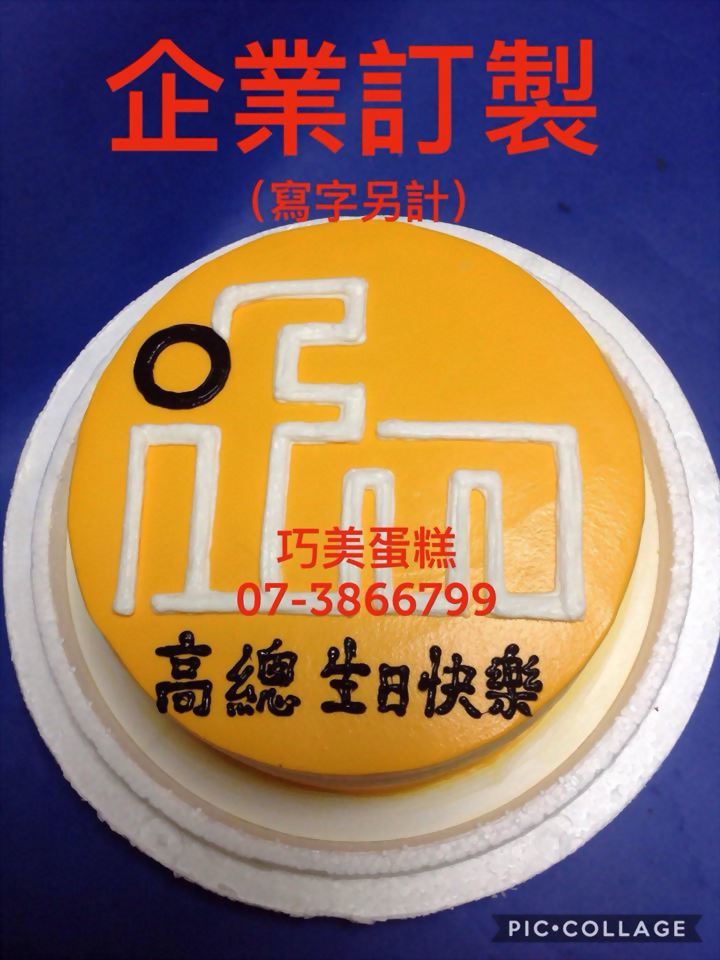 企業訂製
(寫字另計)
ifm
巧美蛋糕
07-3866799
高總 生日快樂
PIC•COLLAGE